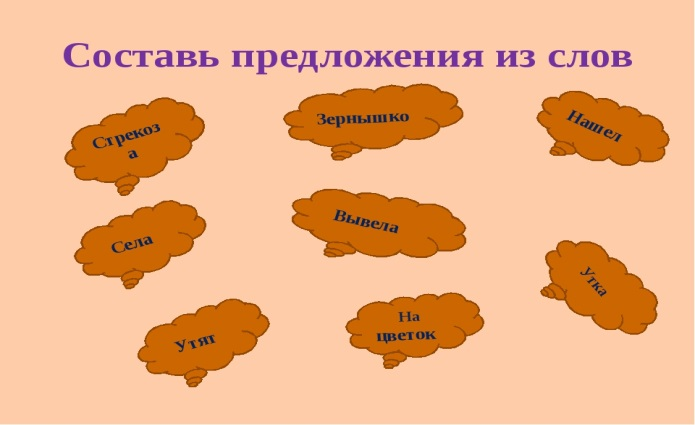 Составь предложения из слов
Стрекоз
а
Зернышко
Нашел
Села
Вывела
Утка
Утят
На
цветок